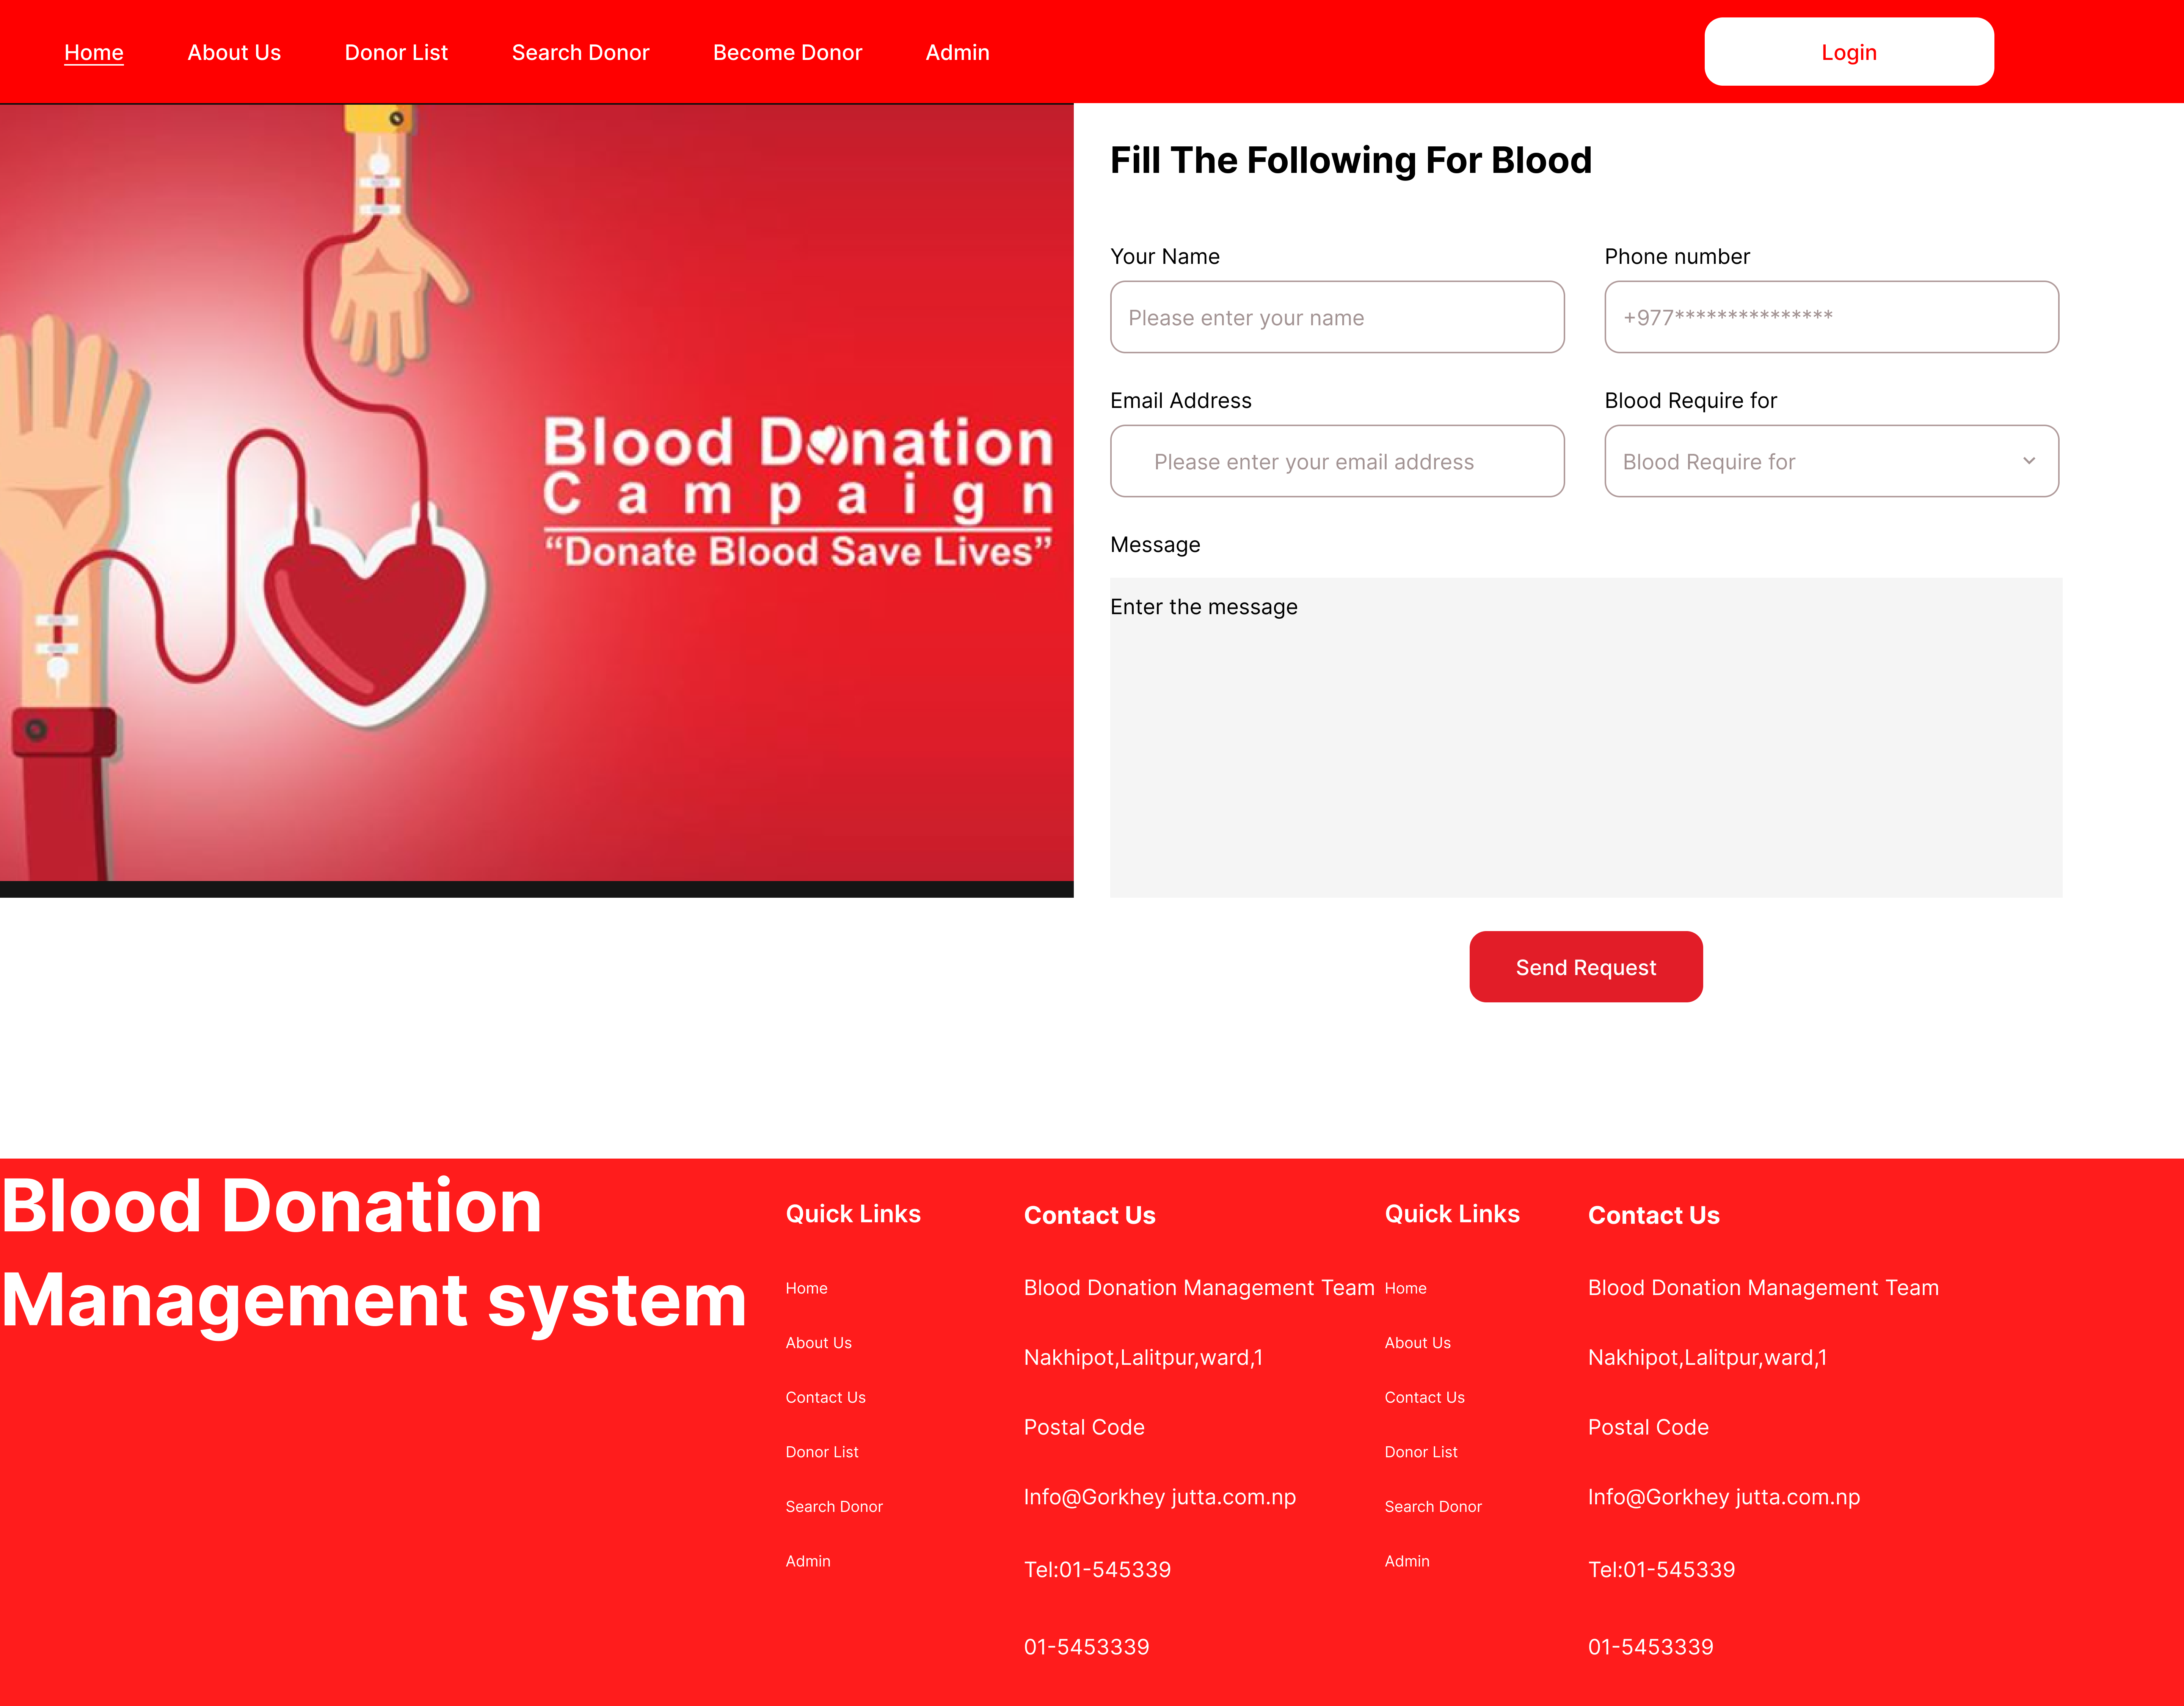 Home
About Us
Donor List
Search Donor
Become Donor
Admin
Login
Blood Donation
Campaign
“Donate Blood Save Lives”
Fill The Following For Blood
Your Name
Phone number
Please enter your name
+977***************
Email Address
Blood Require for
Please enter your email address
Blood Require for
Message
Enter the message
Send Request
Blood Donation
Management system
Quick Links
Home
About Us
Contact Us
Donor List
Search Donor
Admin
Contact Us
Blood Donation Management Team
Nakhipot,Lalitpur,ward,1
Postal Code
Info@Gorkhey jutta.com.np
Tel:01-545339
01-5453339
Quick Links
Home
About Us
Contact Us
Donor List
Search Donor
Admin
Contact Us
Blood Donation Management Team
Nakhipot,Lalitpur,ward,1
Postal Code
Info@Gorkhey jutta.com.np
Tel:01-545339
01-5453339